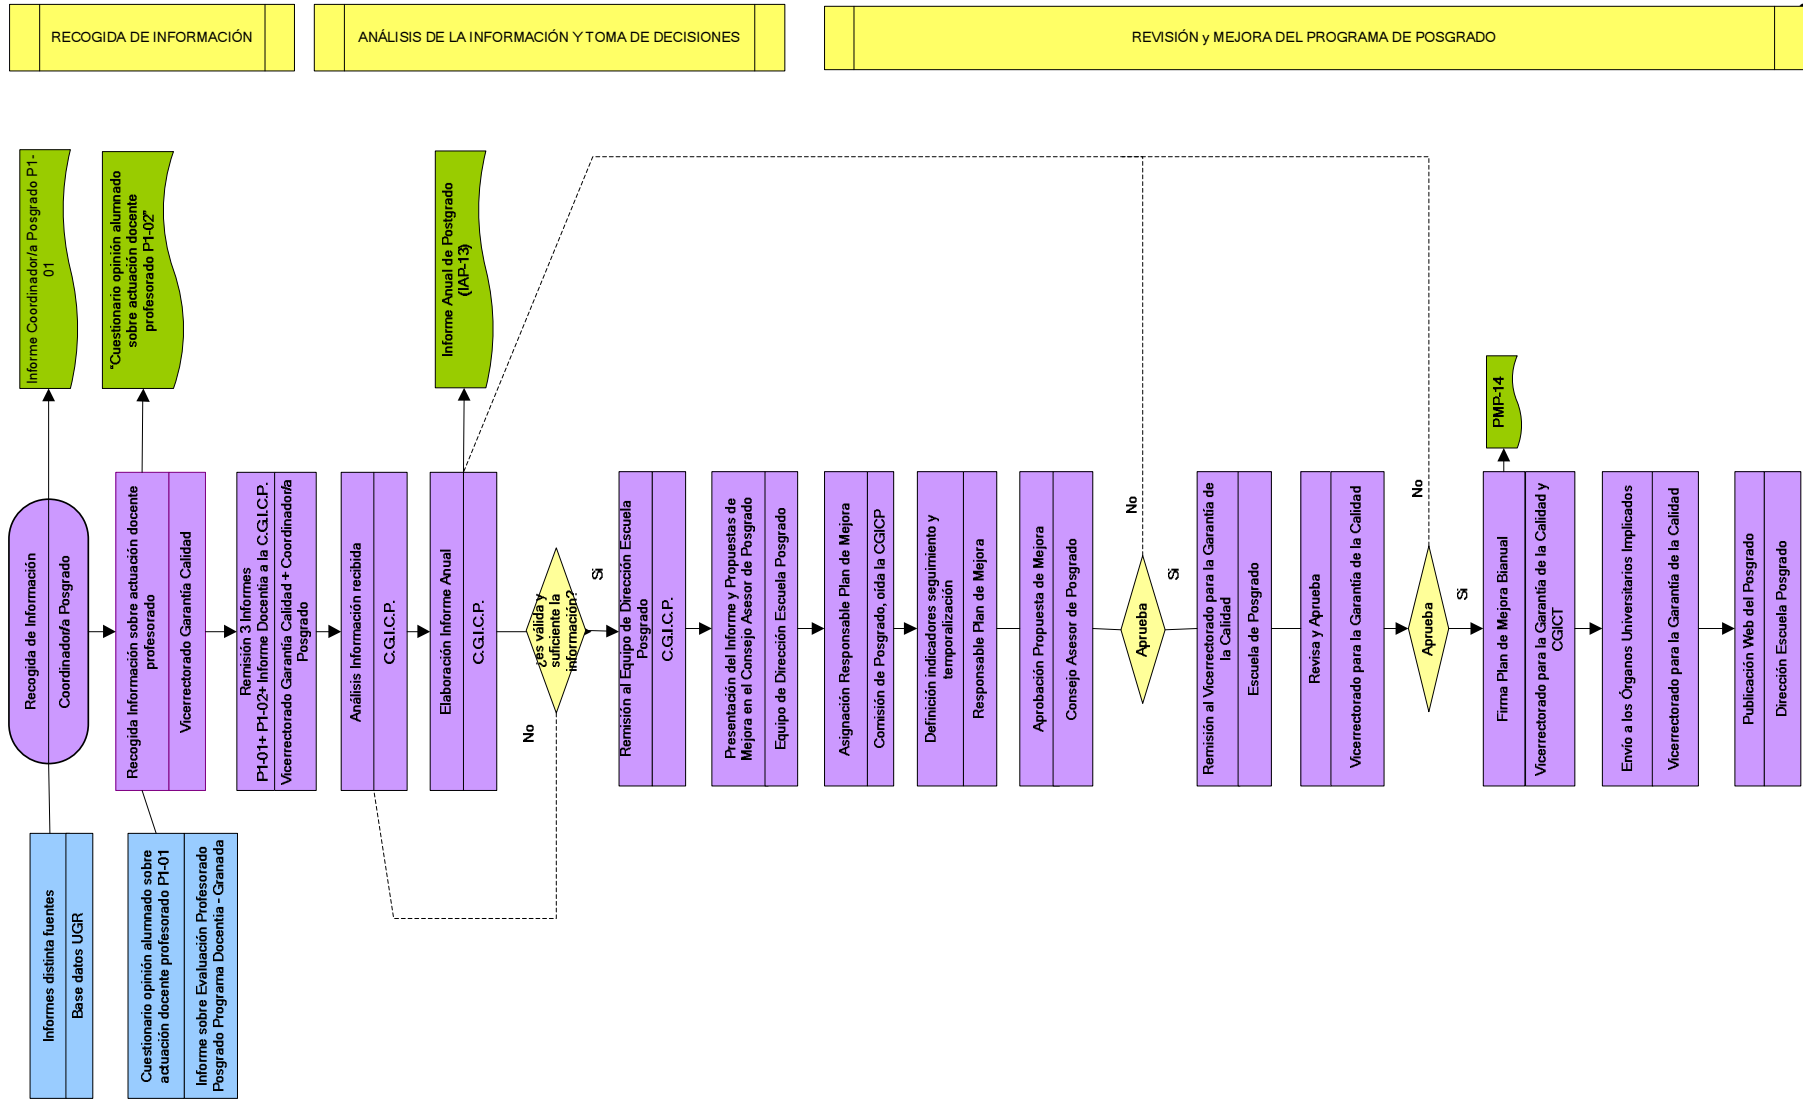 RECOGIDA DE INFORMACIÓN
ANÁLISIS DE LA INFORMACIÓN Y TOMA DE DECISIONES
REVISIÓN y MEJORA DEL PROGRAMA DE POSGRADO
Informe Coordinador/a Posgrado P1-
01
"Cuestionario opinión alumnado
sobre actuación docente
profesorado P1-02"
Informe Anual de Postgrado
(IAP-13)
PMP-14
Recogida de Información
Coordinador/a Posgrado
Recogida Información sobre actuación docente
profesorado
Vicerrectorado Garantía Calidad
Remisión 3 Informes
P1-01+ P1-02+ Informe Docentia a la C.G.I.C.P.
Vicerrectorado Garantía Calidad + Coordinador/a
Posgrado
Análisis Información recibida
C.G.I.C.P.
Elaboración Informe Anual
C.G.I.C.P.
¿es válida y
suficiente la
información?
Si
No
Remisión al Equipo de Dirección Escuela
Posgrado
C.G.I.C.P.
Presentación del Informe y Propuestas de
Mejora en el Consejo Asesor de Posgrado
Equipo de Dirección Escuela Posgrado
Asignación Responsable Plan de Mejora
Comisión de Posgrado, oída la CGICP
Definición indicadores seguimiento y
temporalización
Responsable Plan de Mejora
Aprobación Propuesta de Mejora
Consejo Asesor de Posgrado
No
Aprueba
Si
Remisión al Vicerrectorado para la Garantía de
la Calidad
Escuela de Posgrado
Revisa y Aprueba
Vicerrectorado para la Garantía de la Calidad
No
Aprueba
Si
Firma Plan de Mejora Bianual
Vicerrectorado para la Garantía de la Calidad y
CGICT
Envío a los Órganos Universitarios Implicados
Vicerrectorado para la Garantía de la Calidad
Publicación Web del Posgrado
Dirección Escuela Posgrado
Informes distinta fuentes
Base datos UGR
Cuestionario opinión alumnado sobre
actuación docente profesorado P1-01
Informe sobre Evaluación Profesorado
Posgrado Programa Docentia - Granada